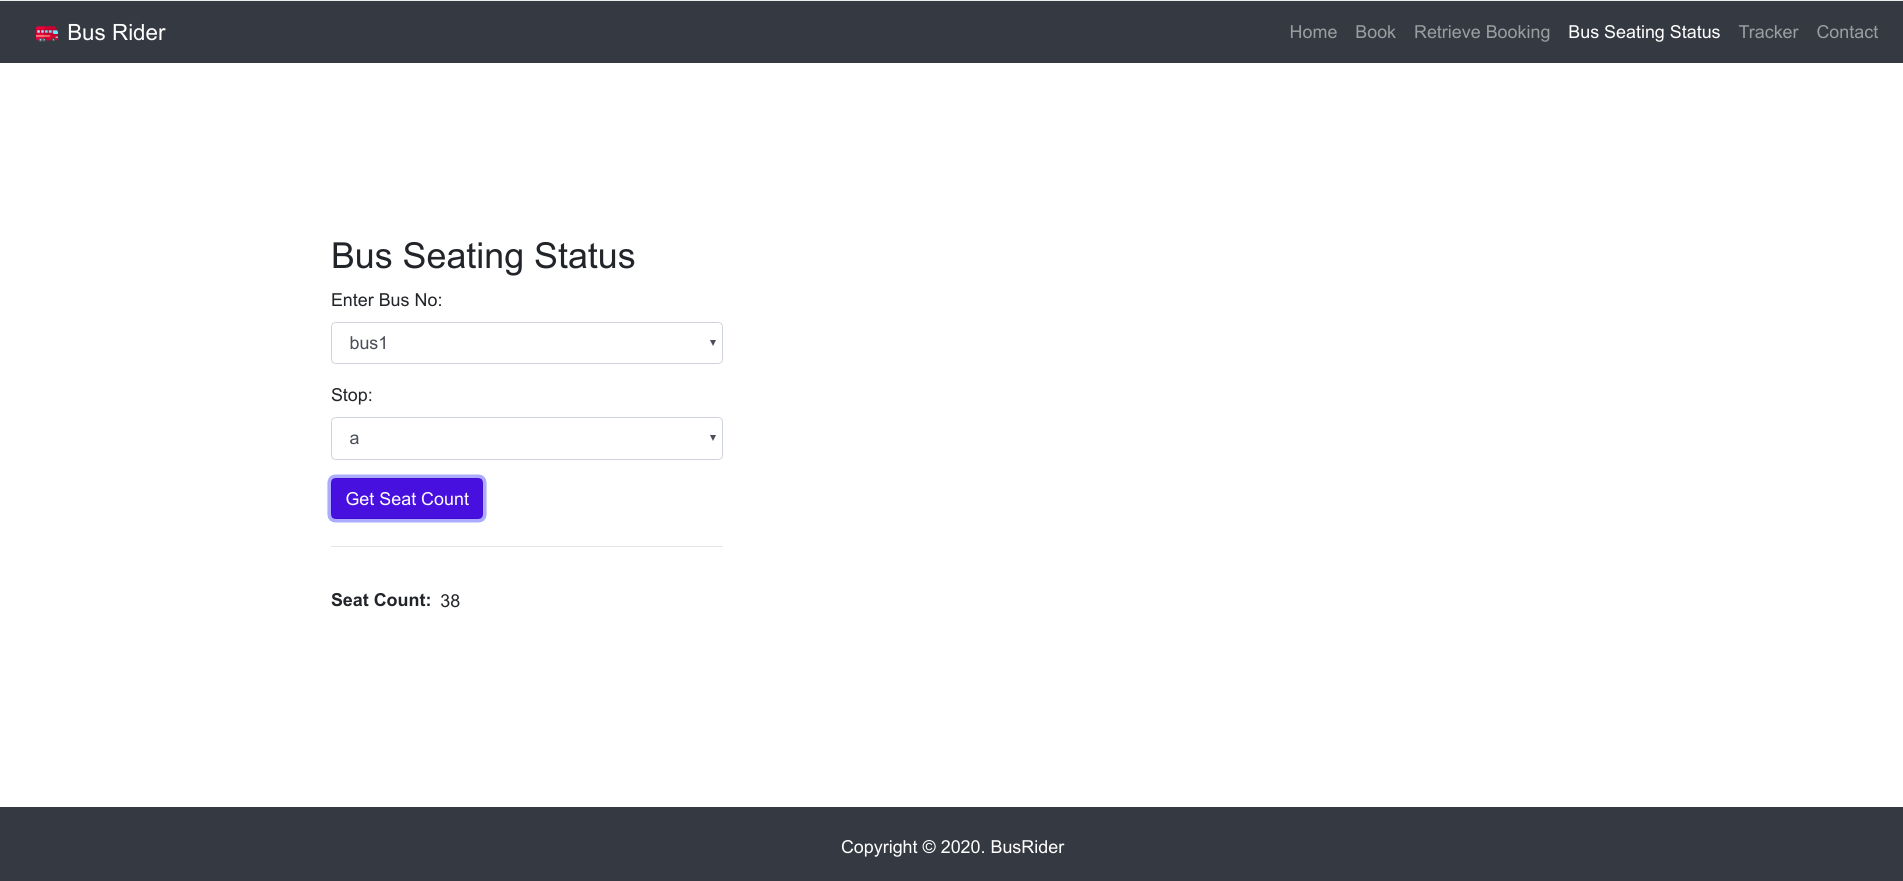 Bus Rider
Home Book Retrieve Booking Bus Seating Status Tracker Contact
Bus Seating Status
Enter Bus No:
bus1
Stop:
a
Get Seat Count
Seat Count: 38
Copyright © 2020. BusRider